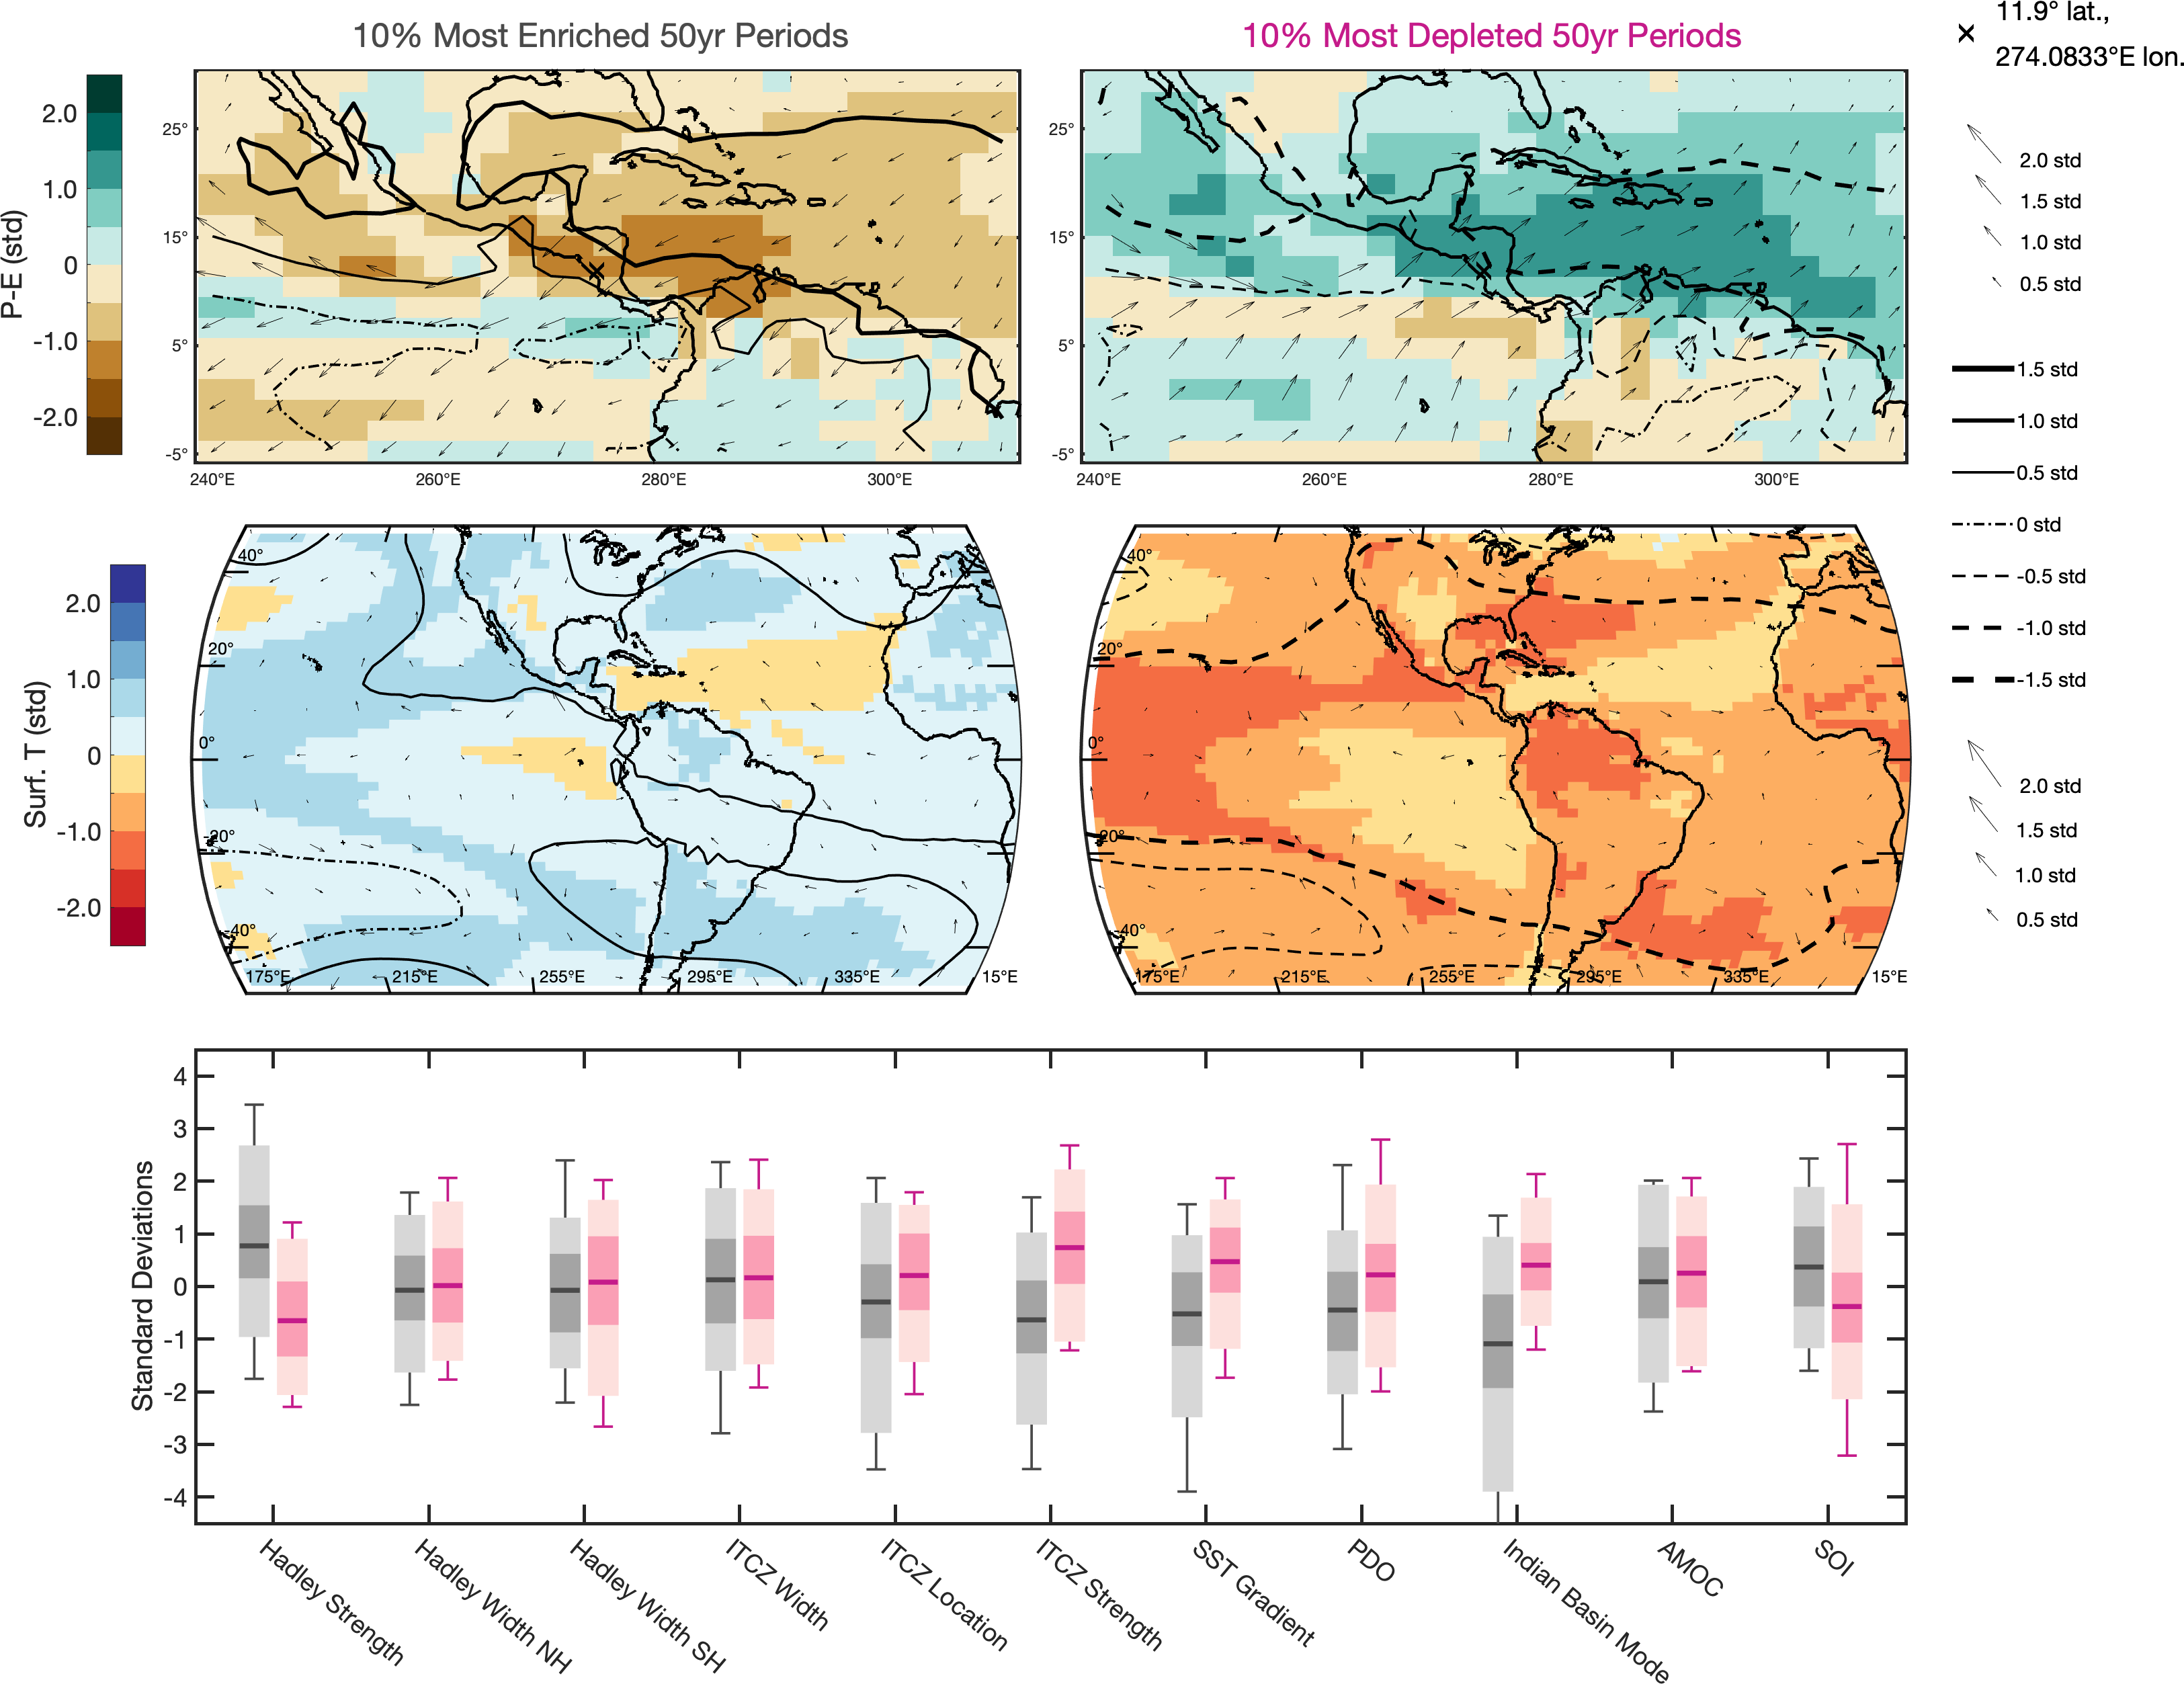 10% Most Enriched 50yr Periods
10% Most Depleted 50yr Periods
11.9° lat.,
274.0833°E lon.
P-E (std)
2.0
1.0
0
-1.0
-2.0
25°
15°
5°
-5°
240°E
260°E
280°E
300°E
25°
15°
5°
-5°
240°E
260°E
280°E
300°E
2.0 std
1.5 std
1.0 std
0.5 std
1.5 std
1.0 std
0.5 std
0 std
-0.5 std
-1.0 std
-1.5 std
2.0 std
1.5 std
1.0 std
0.5 std
Surf. T (std)
2.0
1.0
0
-1.0
-2.0
40°
20°
0°
-20°
-40°
175°E
215°E
255°E
295°E
335°E
15°E
40°
20°
0°
-20°
-40°
175°E
215°E
255°E
295°E
335°E
15°E
Standard Deviations
4
3
2
1
0
-1
-2
-3
-4
Hadley Strength
Hadley Width NH
Hadley Width SH
ITCZ Width
ITCZ Location
ITCZ Strength
SST Gradient
PDO
Indian Basin Mode
AMOC
SOI